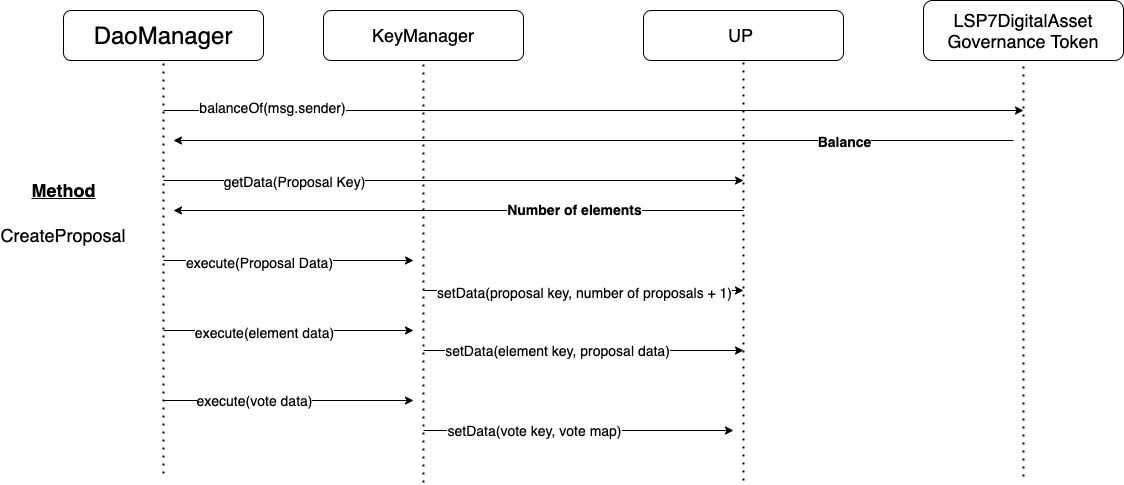 DaoManager
KeyManager
UP
LSP7DigitalAsset
Governance Token
balanceOf(msg.sender)
Balance
getData(Proposal Key)
Method
Number of elements
CreateProposal
execute(Proposal Data)
setData(proposal key, number of proposals + 1)
execute(element data)
setData(element key, proposal data)
execute(vote data)
setData(vote key, vote map)